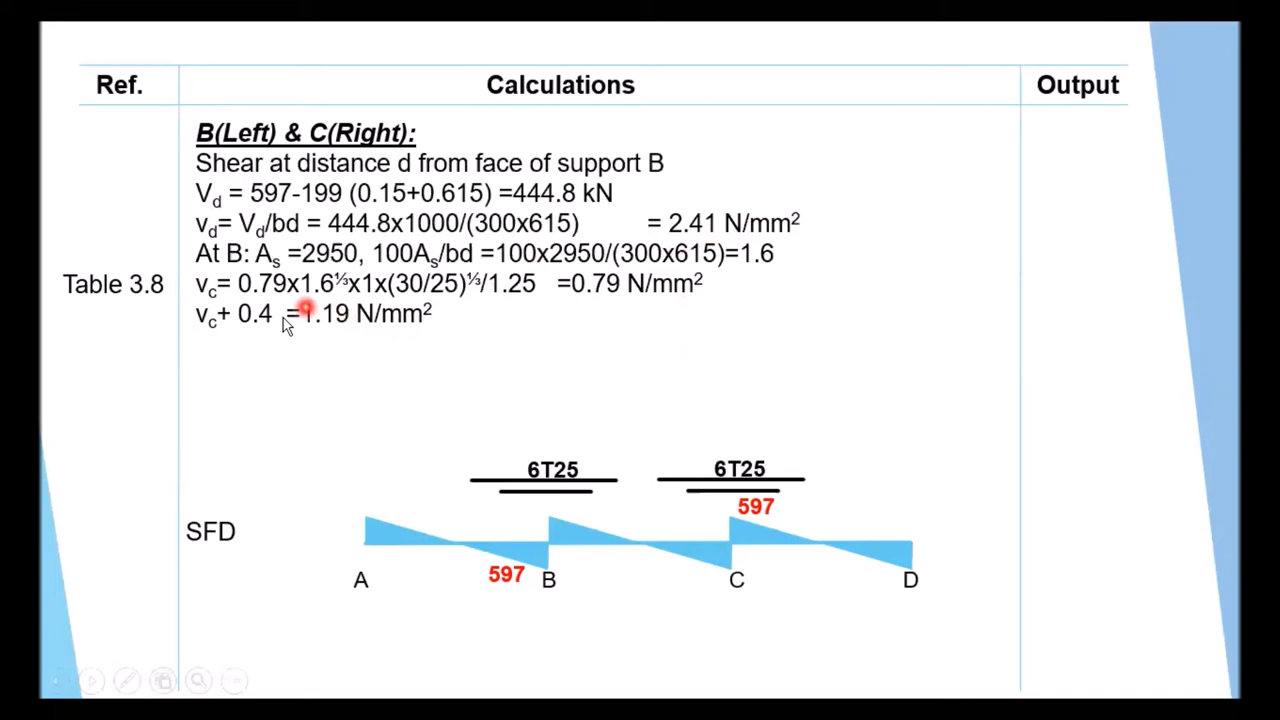 Ref. Calculations Output
B(Left) & C(Right):
Shear at distance d from face of support B
Vd = 597-199 (0.15+0.615) =444.8 kN
vd= Vd/bd = 444.8x1000/(300x615) = 2.41 N/mm²
At B: As =2950, 100As/bd =100x2950/(300x615)=1.6
Table 3.8 vc= 0.79x1.6⅓x1x(30/25)⅓/1.25 =0.79 N/mm²
vc+ 0.4 =1.19 N/mm²
6T25 6T25
597
SFD
597
A B C D